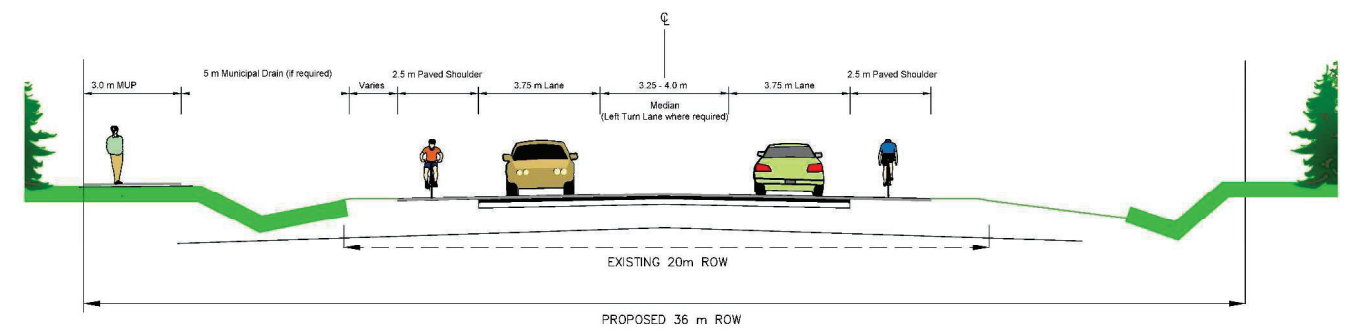 ℄
5 m Municipal Drain (if required)
2.5 m Paved Shoulder
2.5 m Paved Shoulder
3.0 m MUP
Varies
3.75 m Lane
3.25 - 4.0 m
3.75 m Lane
Median
(Left Turn Lane where required)
EXISTING 20m ROW
PROPOSED 36 m ROW